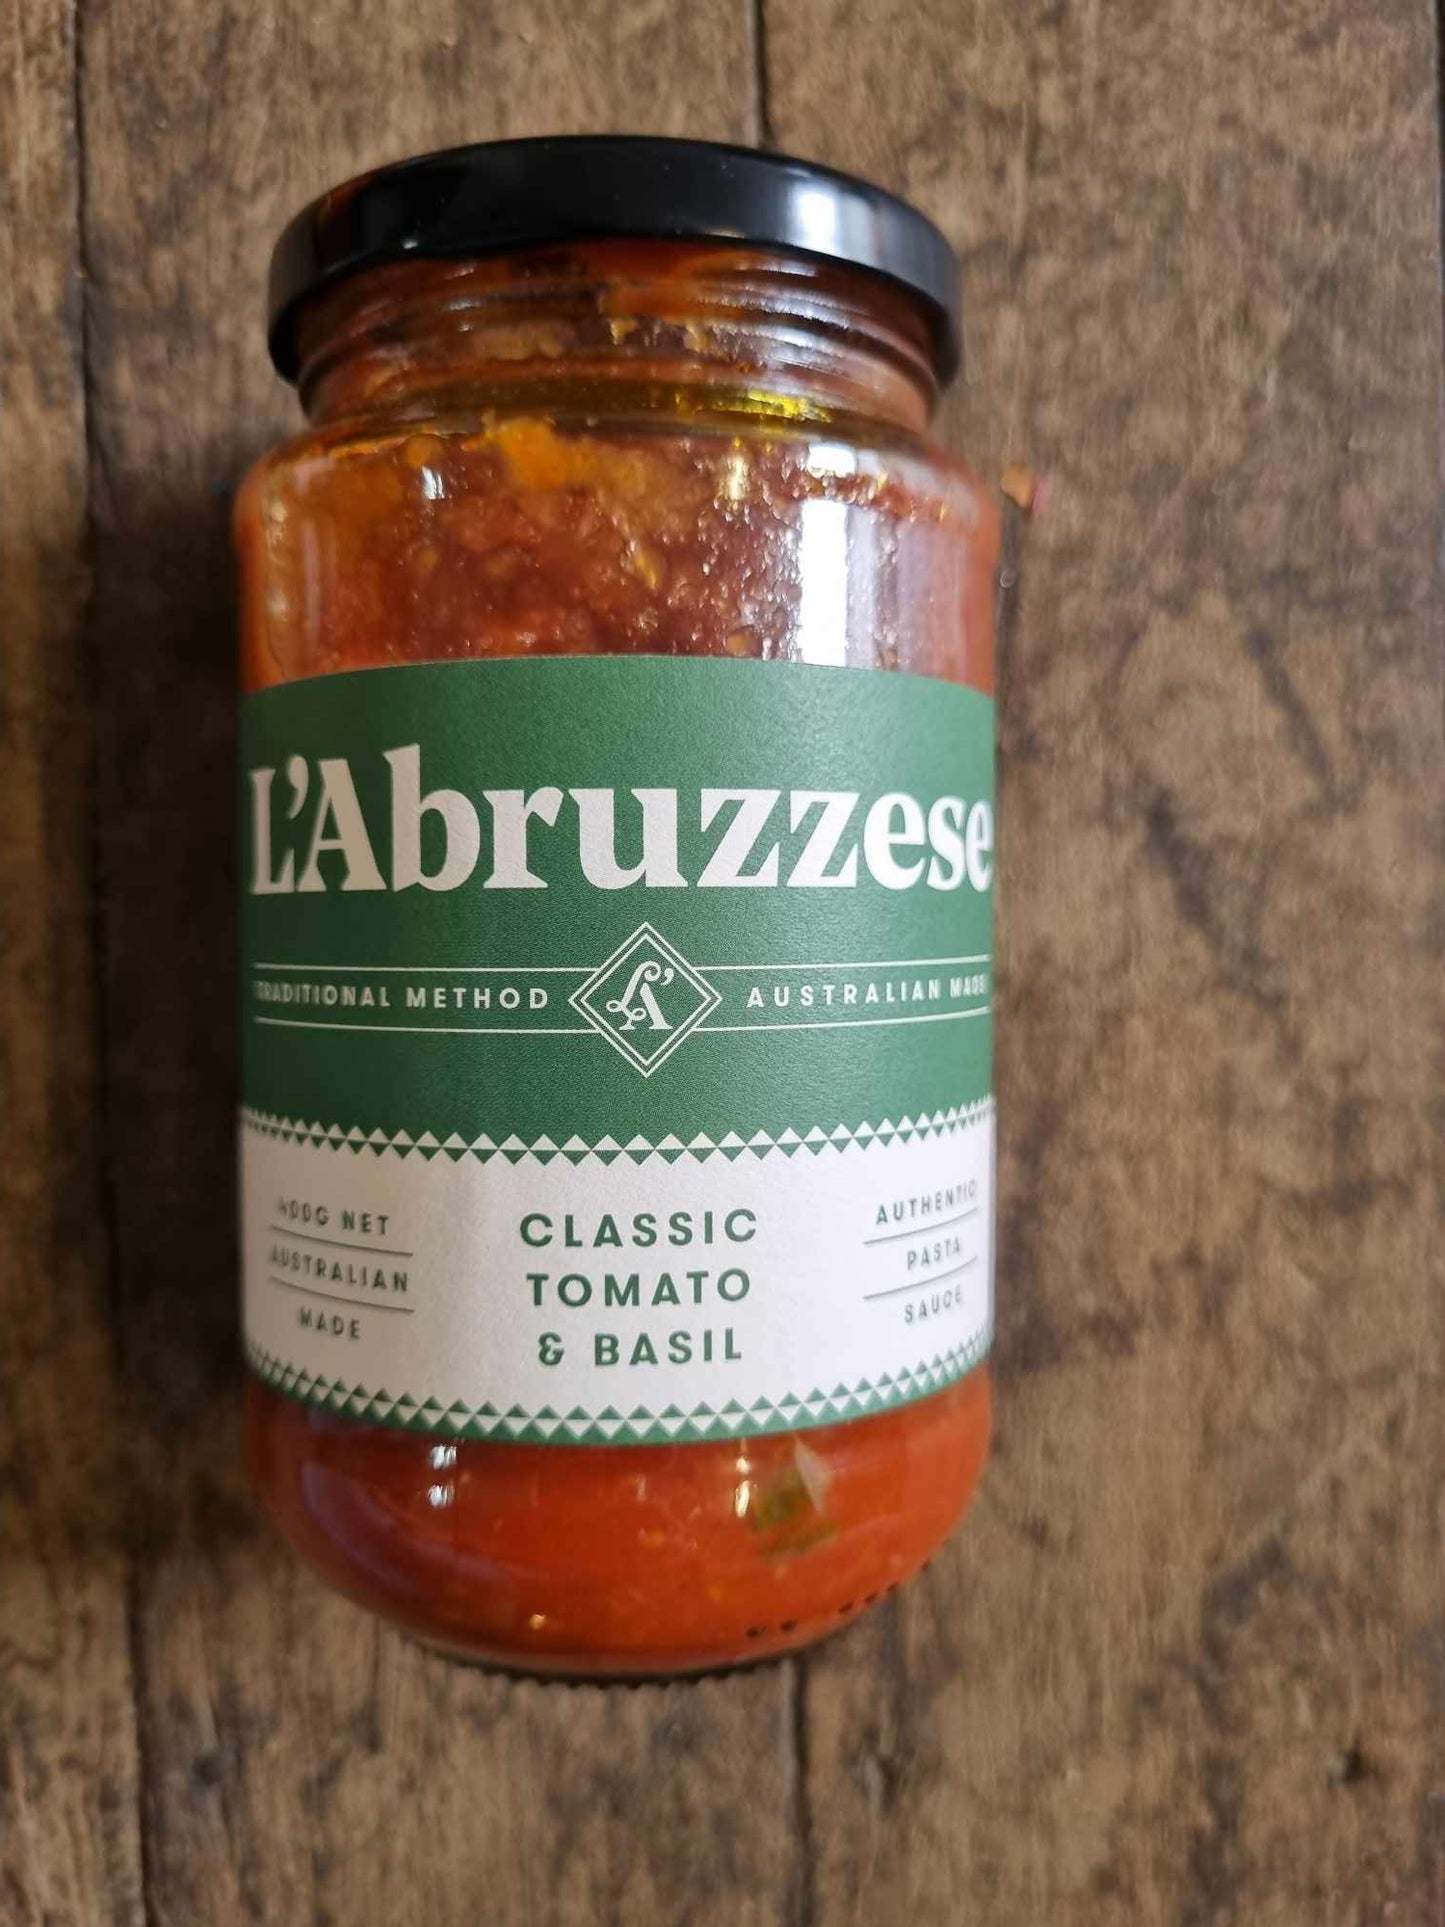 L'Abruzzese
TRADITIONAL METHOD L'A AUSTRALIAN MADE
400G NET
AUSTRALIAN
MADE
CLASSIC
TOMATO
& BASIL
AUTHENTIC
PASTA
SAUCE